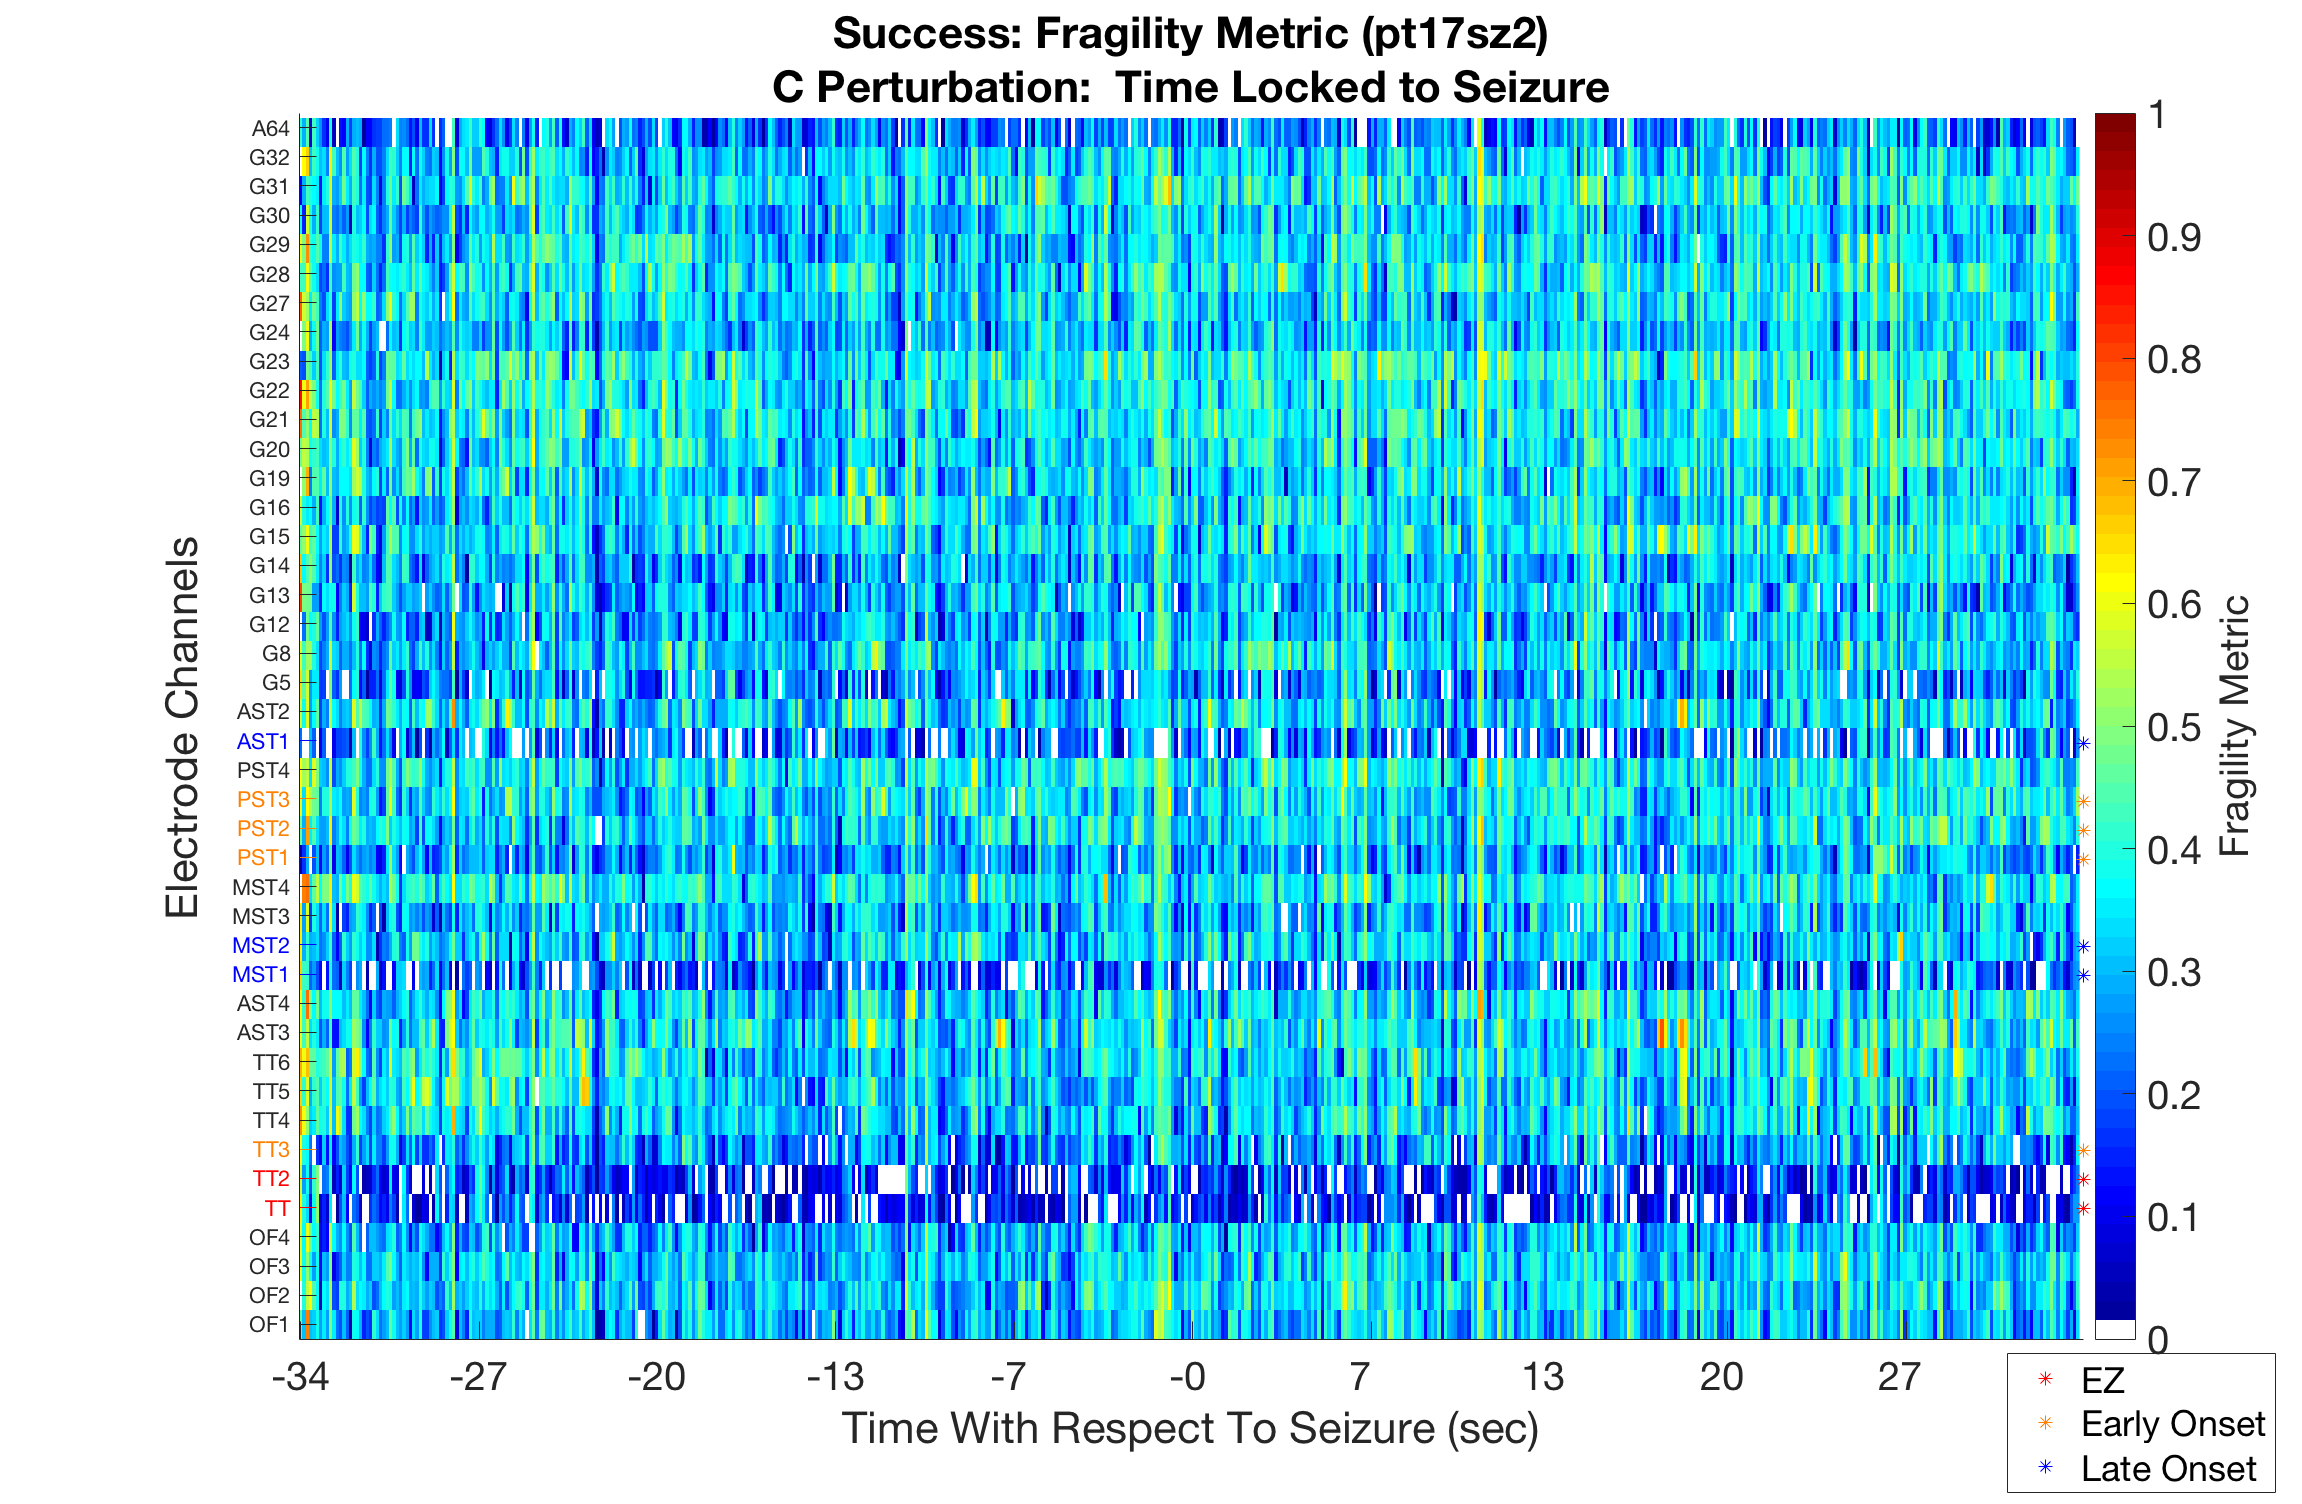 Success: Fragility Metric (pt17sz2)
C Perturbation:  Time Locked to Seizure
Electrode Channels
A64
G32
G31
G30
G29
G28
G27
G24
G23
G22
G21
G20
G19
G16
G15
G14
G13
G12
G8
G5
AST2
AST1
PST4
PST3
PST2
PST1
MST4
MST3
MST2
MST1
AST4
AST3
TT6
TT5
TT4
TT3
TT2
TT
OF4
OF3
OF2
OF1
-34 -27 -20 -13 -7 -0 7 13 20 27
Time With Respect To Seizure (sec)
1
0.9
0.8
0.7
0.6
0.5
0.4
0.3
0.2
0.1
0
Fragility Metric
EZ
Early Onset
Late Onset